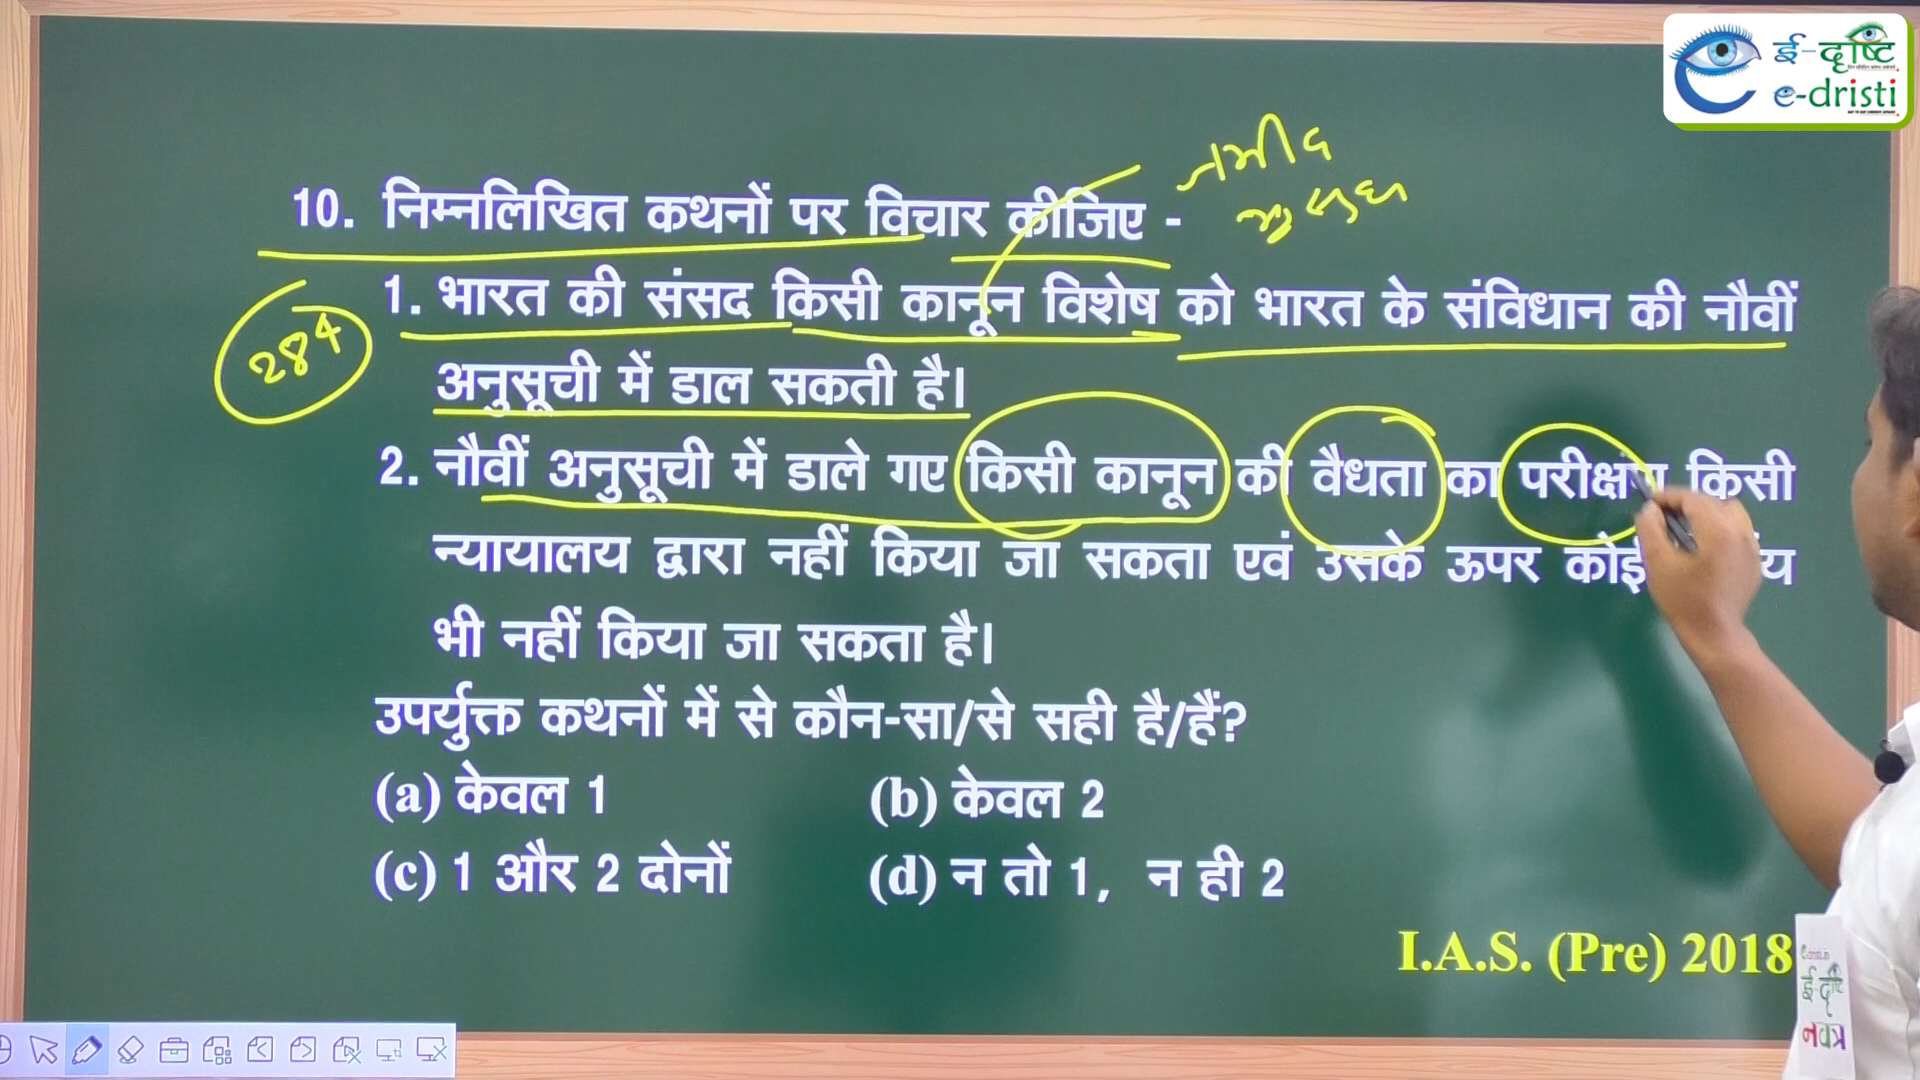 ई-दृष्टि
e-dristi
10. निम्नलिखित कथनों पर विचार कीजिए -
1. भारत की संसद किसी कानून विशेष को भारत के संविधान की नौवीं
284
अनुसूची में डाल सकती है।
2. नौवीं अनुसूची में डाले गए किसी कानून की वैधता का परीक्षण किसी
न्यायालय द्वारा नहीं किया जा सकता एवं उसके ऊपर कोई
भी नहीं किया जा सकता है।
उपर्युक्त कथनों में से कौन-सा/से सही है/हैं?
(a) केवल 1 (b) केवल 2
(c) 1 और 2 दोनों (d) न तो 1, न ही 2
I.A.S. (Pre) 2018